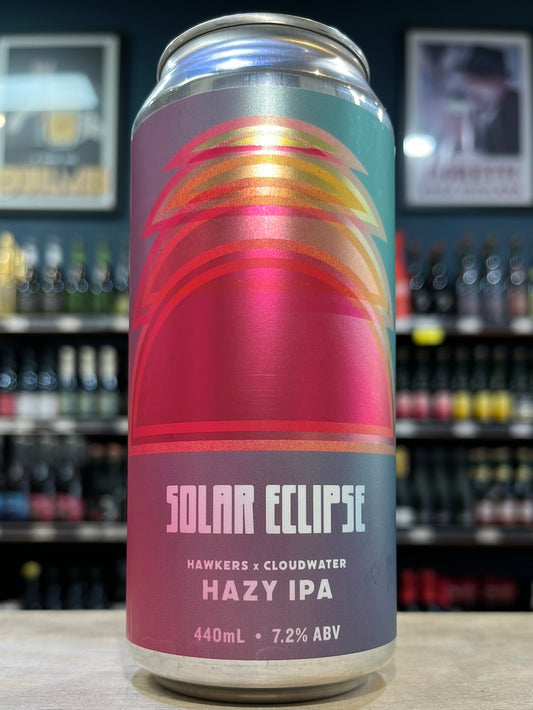 SOLAR ECLIPSE
HAWKERS x CLOUDWATER
HAZY IPA
440mL • 7.2% ABV